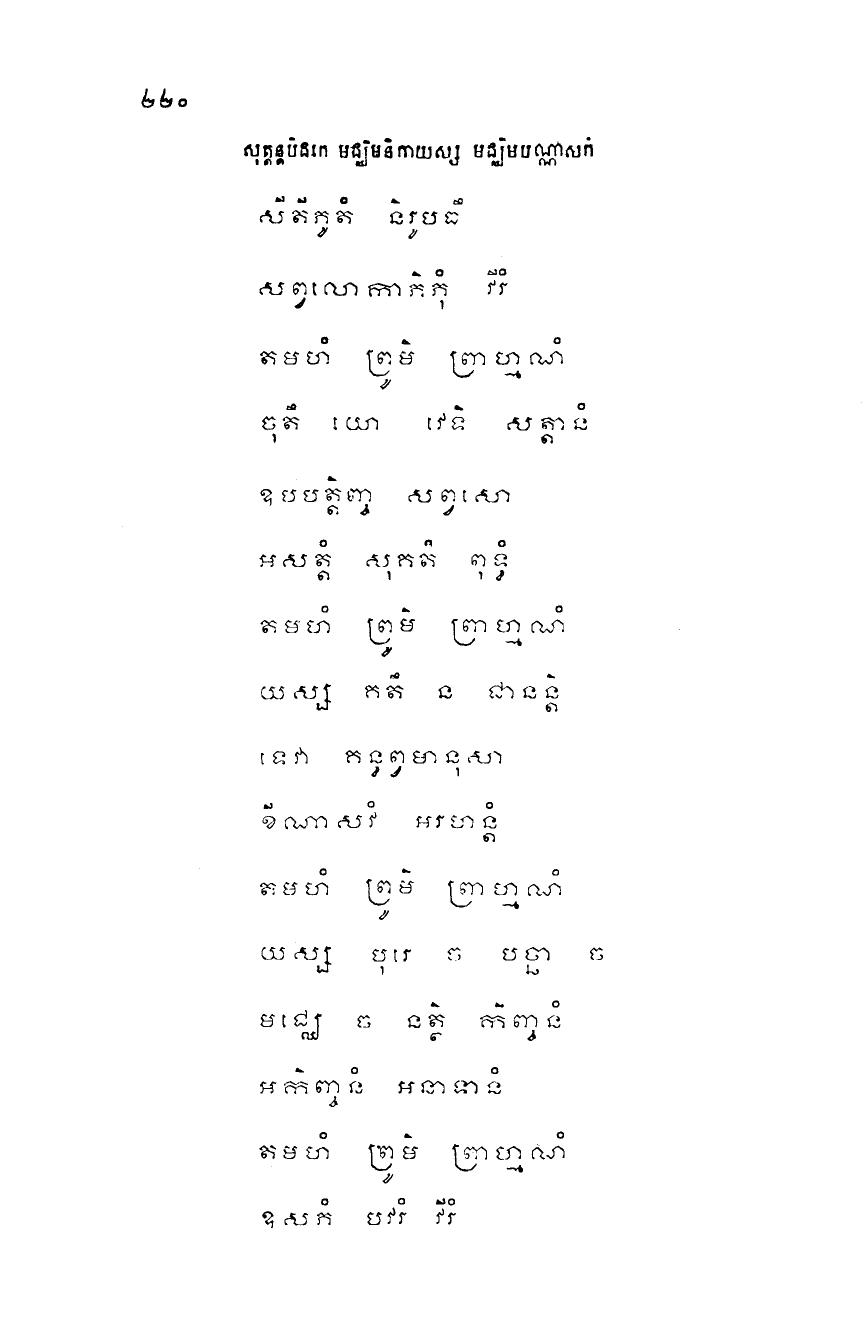 ២២០
សុត្តន្តបិដកេ មជ្ឈិមនិកាយស្ស មជ្ឈិមបណ្ណាសកំ
សីតីភូតំ និរូបធឹ
សព្វលោកាភិភុំ វីរំ
តមហំ ព្រូមិ ព្រាហ្មណំ
ចុតឹ យោ វេទិ សត្តានំ
ឧបបត្តិញ្ច សព្វសោ
អសត្តំ សុគតំ ពុទ្ធំ
តមហំ ព្រូមិ ព្រាហ្មណំ
យស្ស គតឹ ន ជានន្តិ
ទេវា គន្ធព្វមានុសា
ខីណាសវំ អរហន្តំ
តមហំ ព្រូមិ ព្រាហ្មណំ
យស្ស បុរេ ច បច្ឆា ច
មជ្ឈេ ច នត្ថិ កិញ្ចនំ
អកិញ្ចនំ អនាទានំ
តមហំ ព្រូមិ ព្រាហ្មណំ
ឧសភំ បវរំ វីរំ